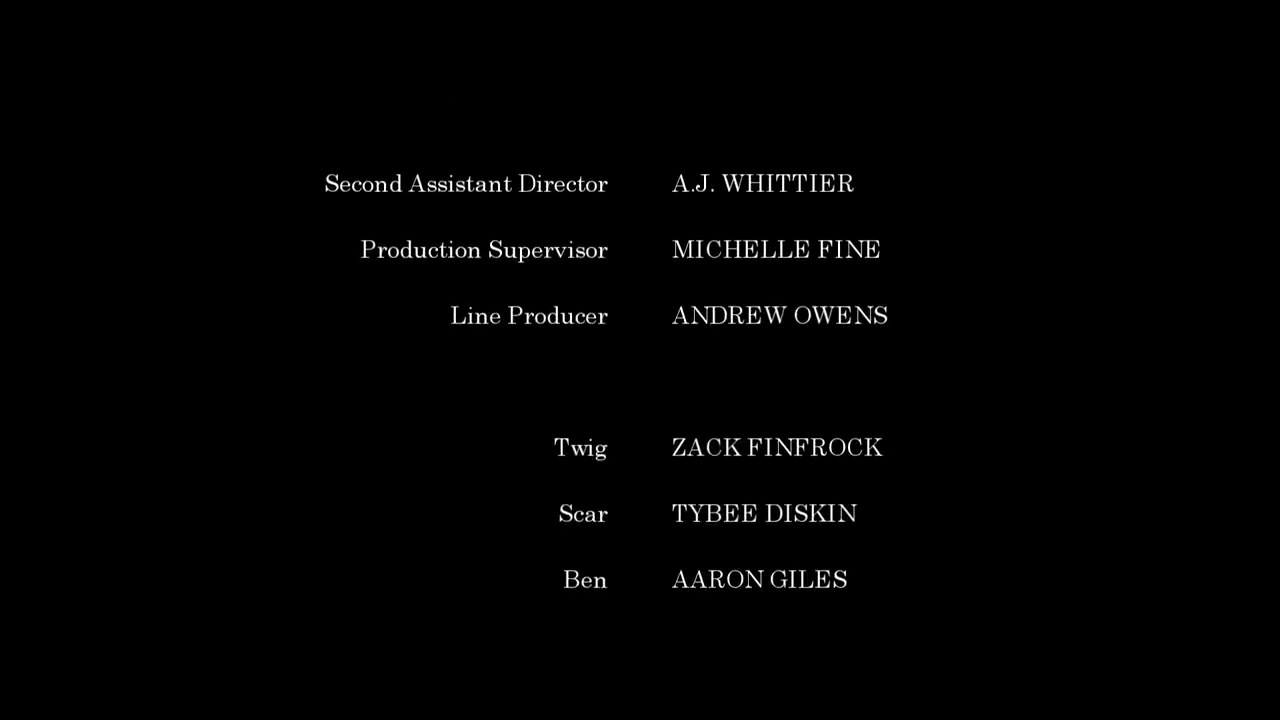 Second Assistant Director A.J. WHITTIER
Production Supervisor MICHELLE FINE
Line Producer ANDREW OWENS
Twig ZACK FINFROCK
Scar TYBEE DISKIN
Ben AARON GILES